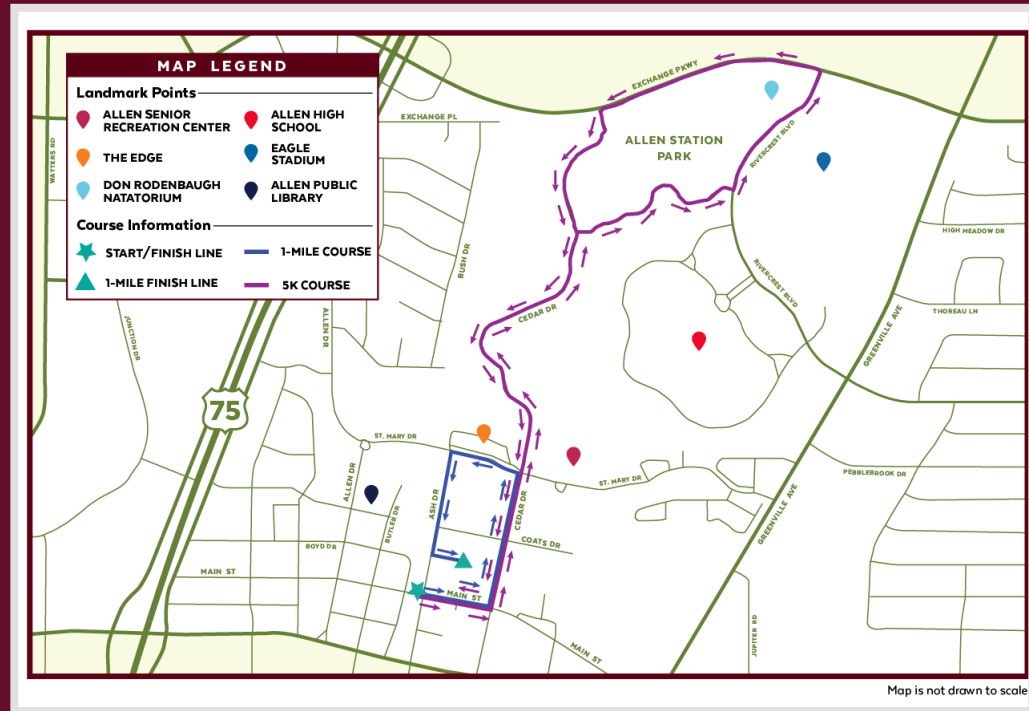 MAP LEGEND
Landmark Points
ALLEN SENIOR
RECREATION CENTER
ALLEN HIGH
SCHOOL
THE EDGE
EAGLE
STADIUM
DON RODENBAUGH
NATATORIUM
ALLEN PUBLIC
LIBRARY
Course Information
START/FINISH LINE
1-MILE COURSE
1-MILE FINISH LINE
5K COURSE
WATTERS RD
EXCHANGE PL
EXCHANGE PKWY
ALLEN STATION
PARK
RIVERCREST BLVD
HIGH MEADOW DR
BUSH DR
RIVERCREST BLVD
THOREAU LN
JUNCTION DR
ALLEN DR
CEDAR DR
GREENVILLE AVE
75
ST. MARY DR
ST. MARY DR
PEBBLEBROOK DR
ALLEN DR
BUTLER DR
ASH DR
CEDAR DR
GREENVILLE AVE
COATS DR
BOYD DR
MAIN ST
MAIN ST
MAIN ST
JUPITER RD
Map is not drawn to scale